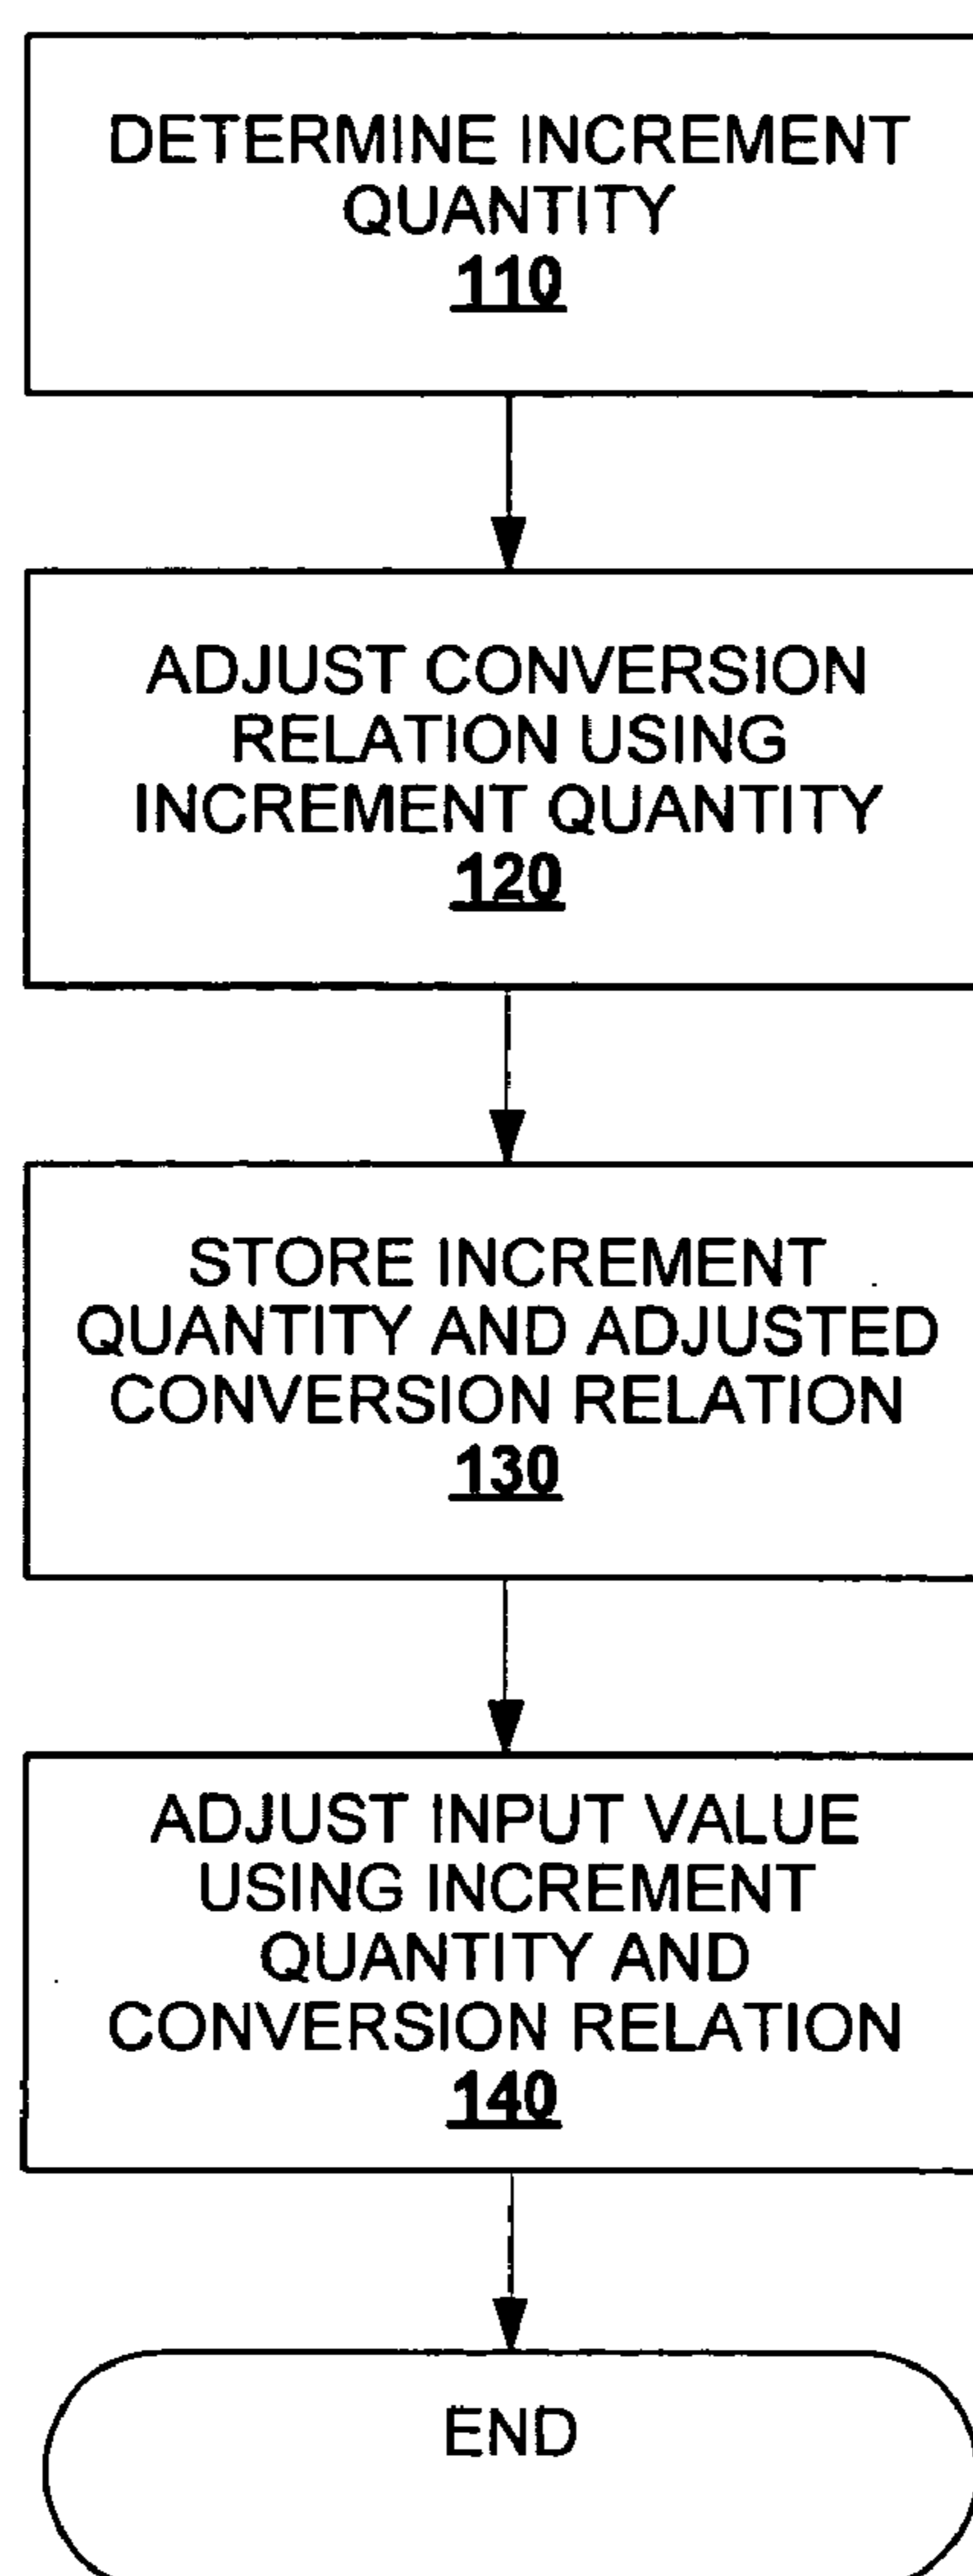 DETERMINE INCREMENT
QUANTITY
110
ADJUST CONVERSION
RELATION USING
INCREMENT QUANTITY
120
STORE INCREMENT
QUANTITY AND ADJUSTED
CONVERSION RELATION
130
ADJUST INPUT VALUE
USING INCREMENT
QUANTITY AND
CONVERSION RELATION
140
END